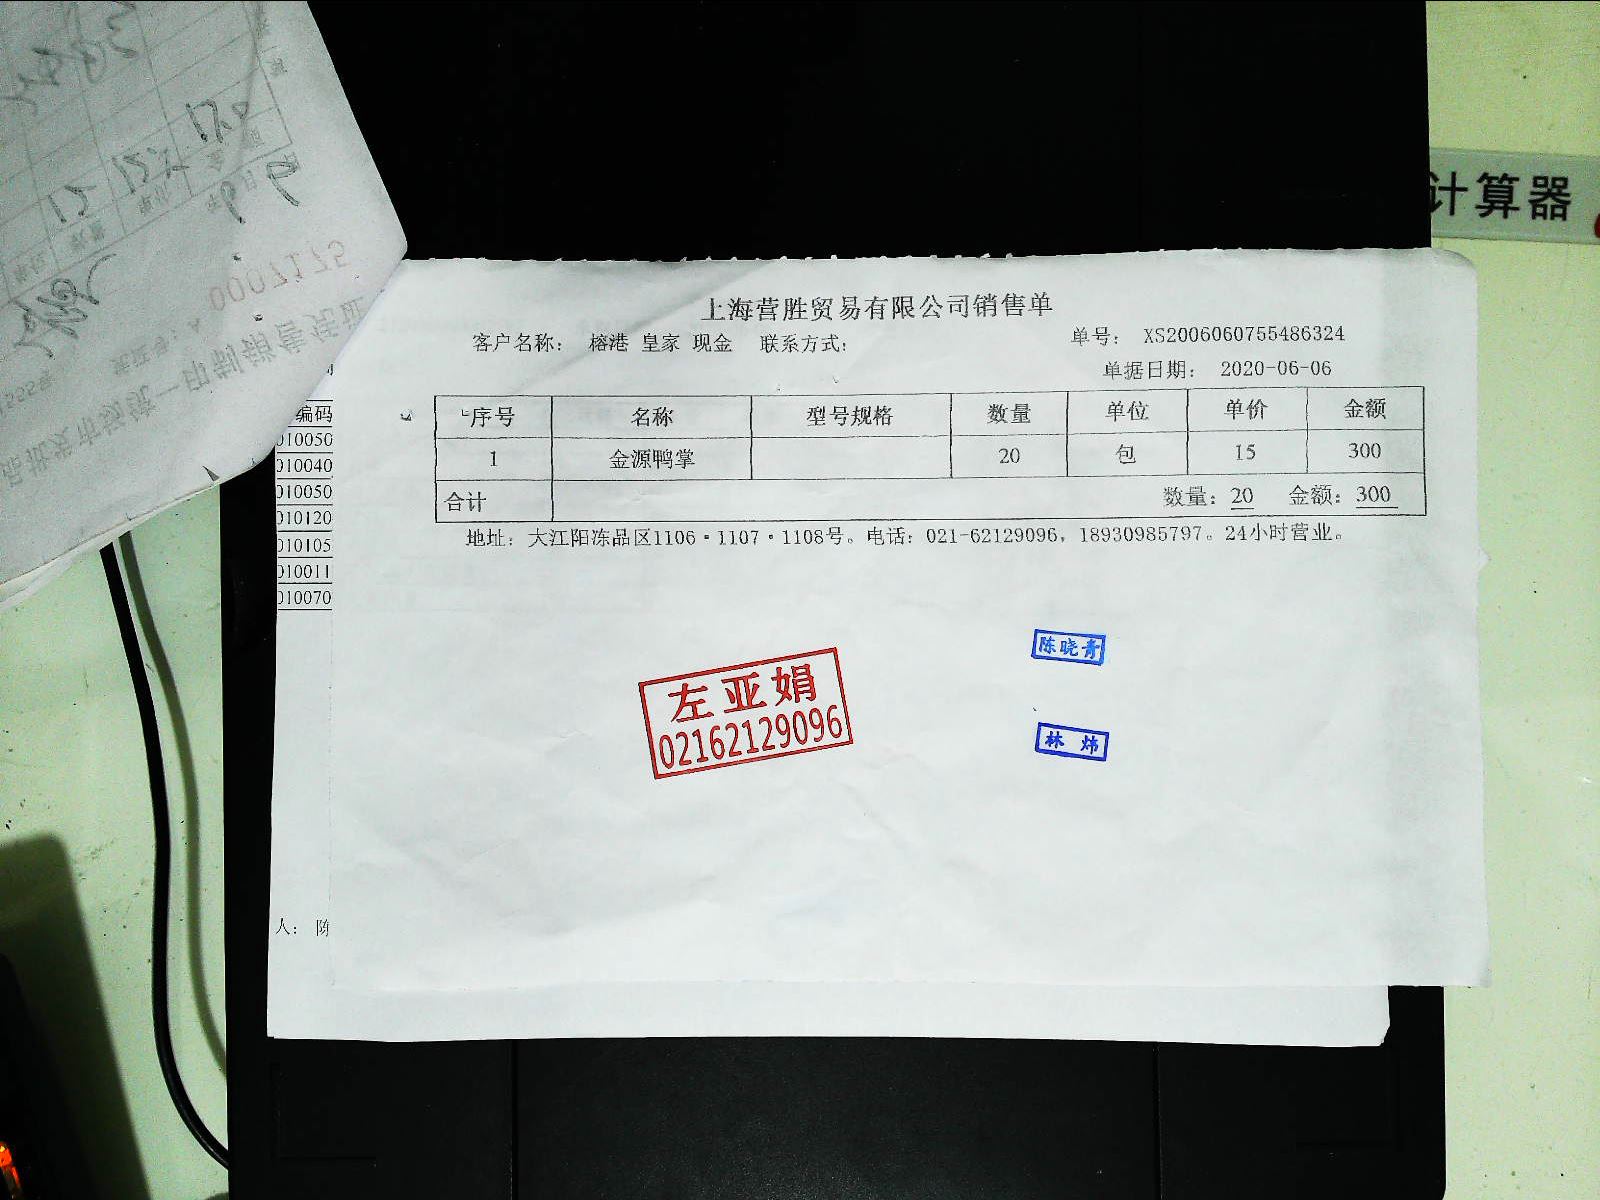 上海营胜贸易有限公司销售单
客户名称： 榕港 皇家 现金 联系方式： 单号： XS2006060755486324
单据日期： 2020-06-06
序号 名称 型号规格 数量 单位 单价 金额
1 金源鸭掌 20 包 15 300
合计 数量：20 金额：300
地址：大江阳冻品区1106·1107·1108号。电话：021-62129096，18930985797。24小时营业。
左亚娟
02162129096
陈晓青
林炜
计算器
编码
010050
010040
010050
010120
010105
010011
010070
人： 陈
0007175